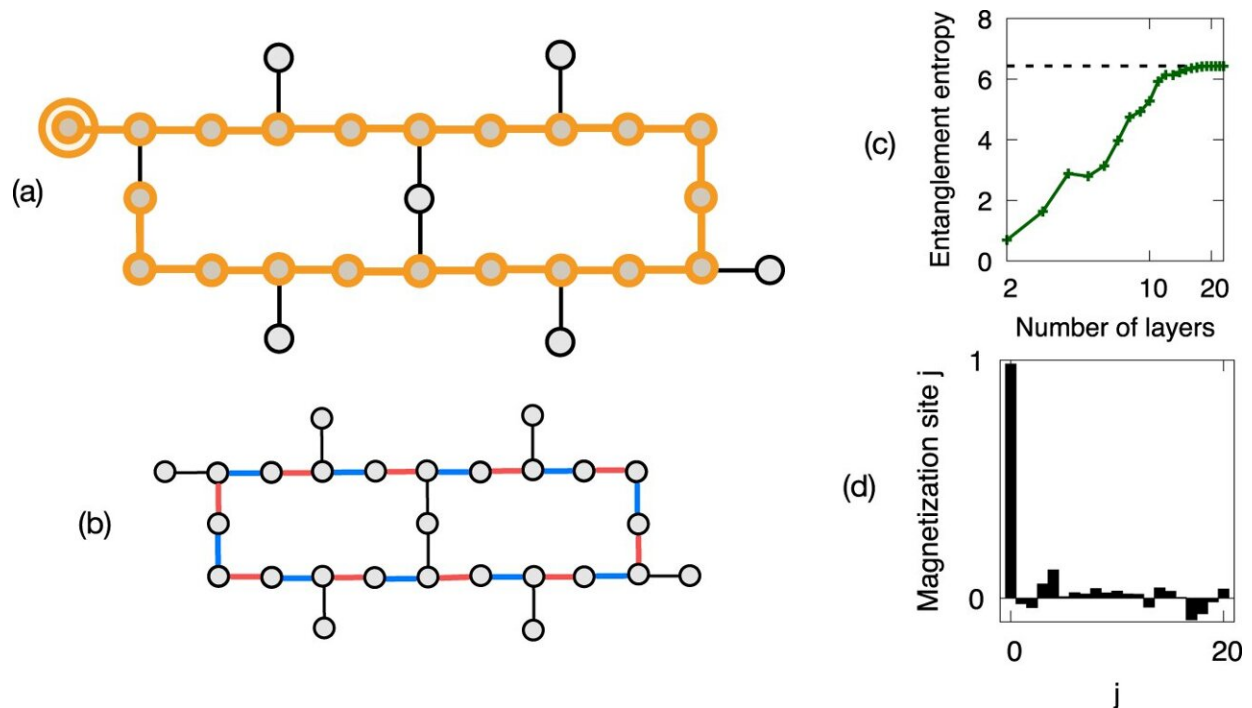 (a)
(b)
(c)
Entanglement entropy
8
6
4
2
0
2 10 20
Number of layers
(d)
Magnetization site j
1
0
0 20
j